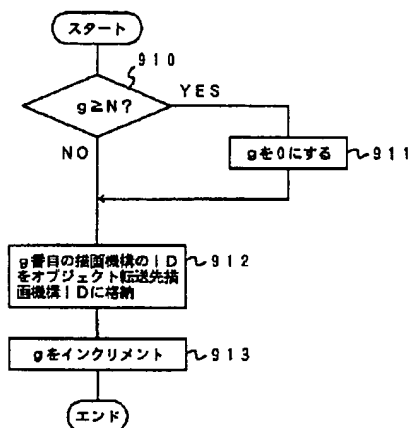 スタート
910
g≧N?
YES
NO
gを0にする
911
g番目の描画機構のID
をオブジェクト転送先描
画機構IDに格納
912
gをインクリメント
913
エンド